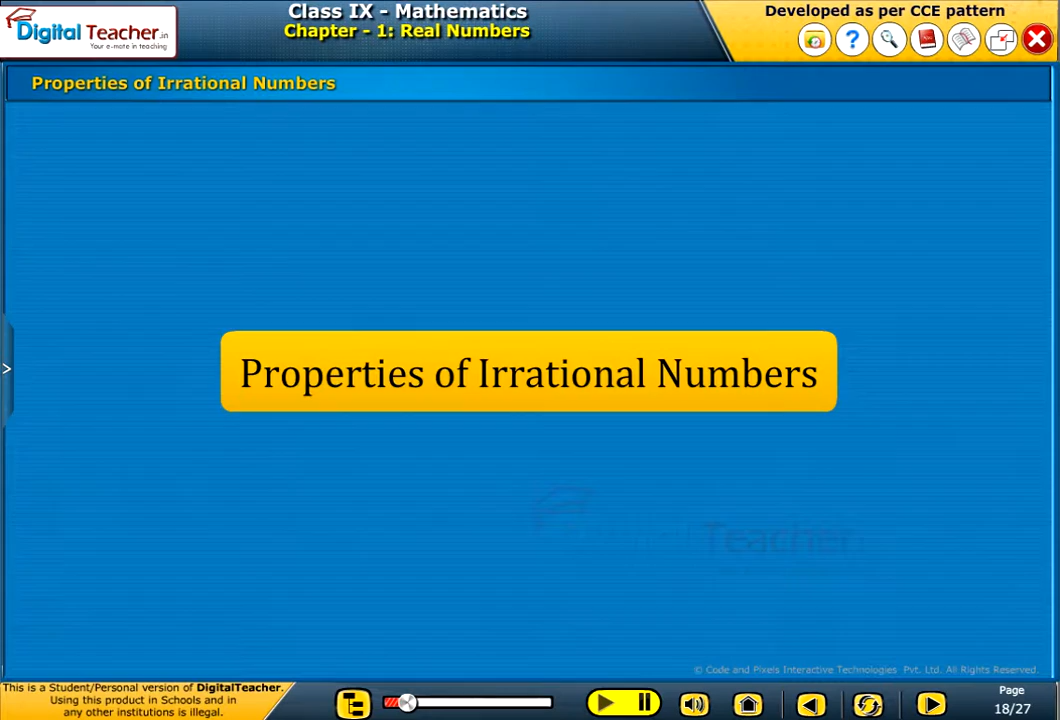 Digital Teacher.in
Your e-mate in teaching
Class IX - Mathematics
Chapter - 1: Real Numbers
Developed as per CCE pattern
?
Properties of Irrational Numbers
>
Properties of Irrational Numbers
Teacher
© Code and Pixels Interactive Technologies Pvt. Ltd. All Rights Reserved.
This is a Student/Personal version of DigitalTeacher.
Using this product in Schools and in
any other institutions is illegal.
Page
18/27